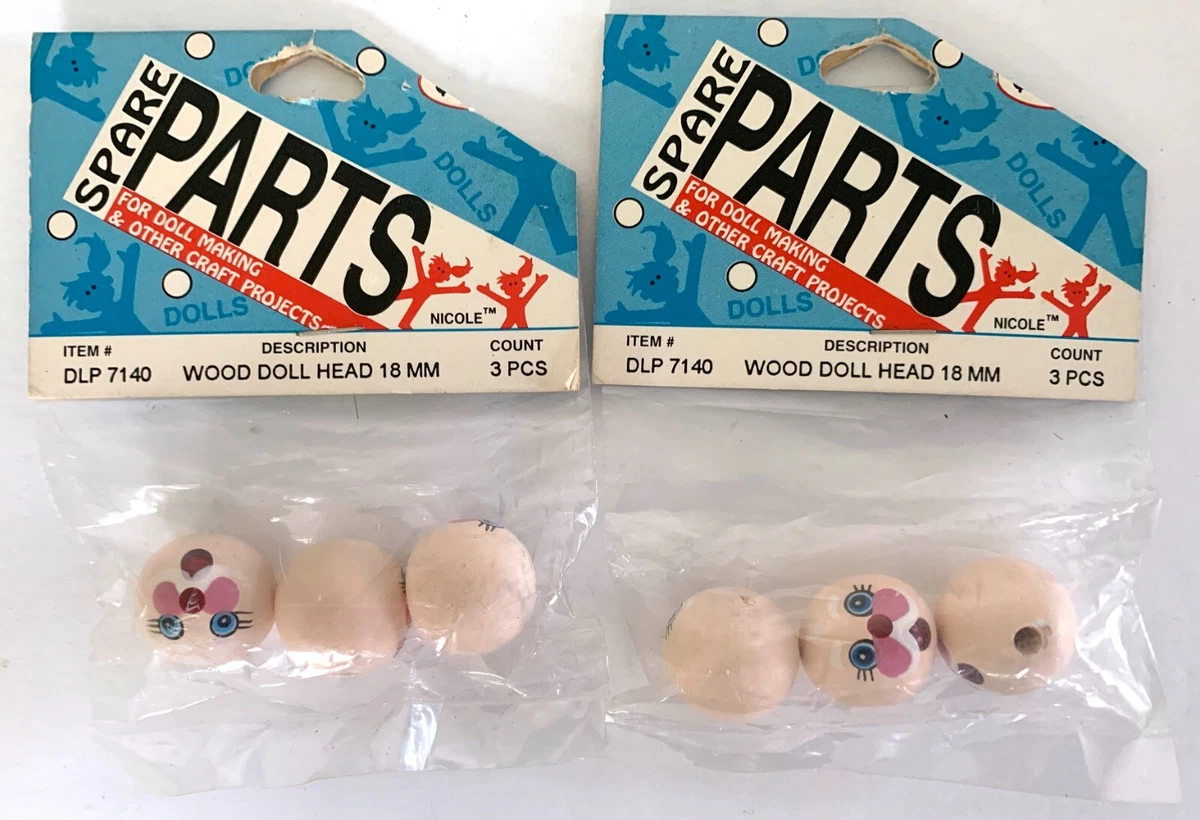 DOLLS
SPARE
PARTS
FOR DOLL MAKING
& OTHER CRAFT PROJECTS
DOLLS
NICOLE™
ITEM # DESCRIPTION COUNT
DLP 7140 WOOD DOLL HEAD 18 MM 3 PCS
DOLLS
SPARE
PARTS
FOR DOLL MAKING
& OTHER CRAFT PROJECTS
DOLLS
NICOLE™
ITEM # DESCRIPTION COUNT
DLP 7140 WOOD DOLL HEAD 18 MM 3 PCS